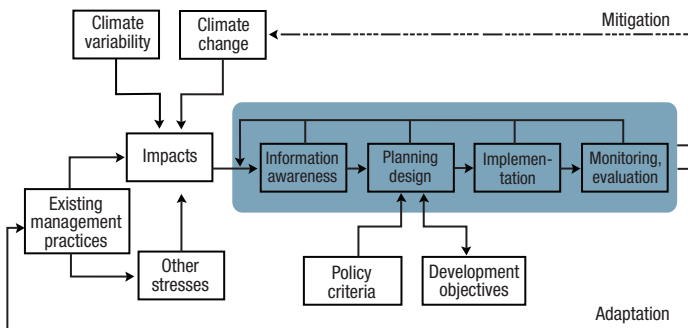 Climate
variability
Climate
change
Mitigation
Impacts
Information
awareness
Planning
design
Implemen-
tation
Monitoring,
evaluation
Existing
management
practices
Other
stresses
Policy
criteria
Development
objectives
Adaptation